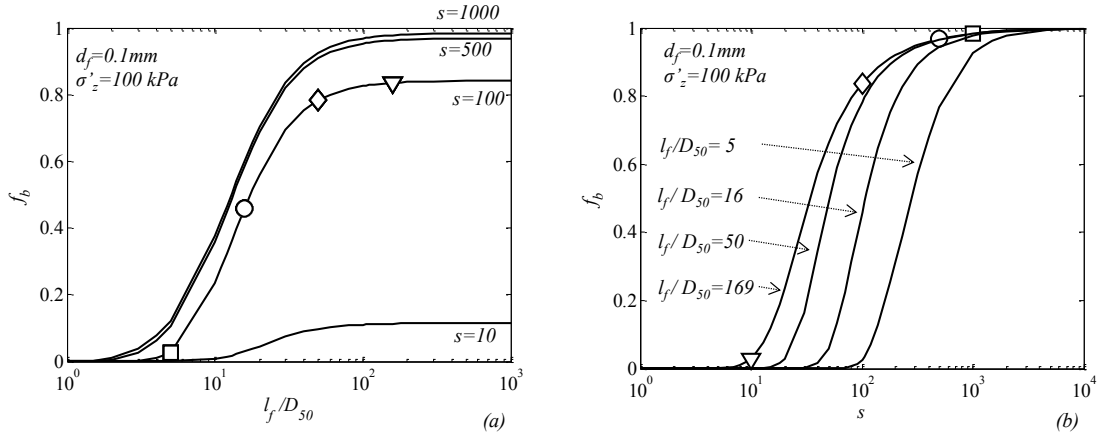 s=1000
s=500
s=100
s=10
d_f=0.1mm
σ'_z=100 kPa
1
0.8
0.6
0.4
0.2
0
f_b
10^0
10^1
10^2
10^3
l_f/D_50
(a)
d_f=0.1mm
σ'_z=100 kPa
l_f/D_50= 5
l_f/D_50=16
l_f/D_50=50
l_f/D_50=169
1
0.8
0.6
0.4
0.2
0
f_b
10^0
10^1
10^2
10^3
10^4
s
(b)